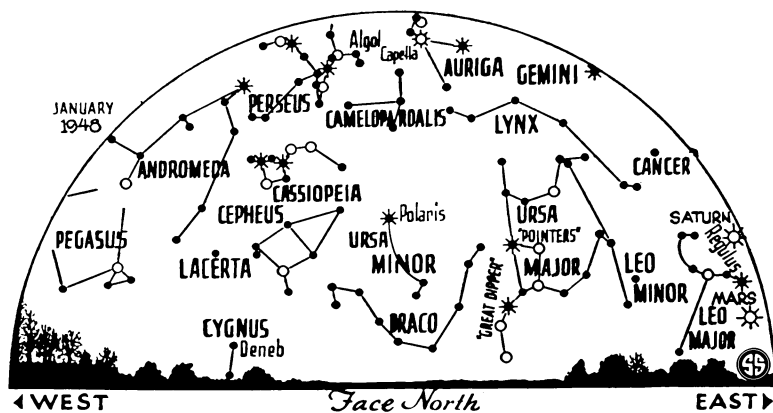 Algol
Capella
AURIGA
GEMINI
JANUARY
1948
PERSEUS
CAMELOPARDALIS
LYNX
ANDROMEDA
CANCER
CASSIOPEIA
CEPHEUS
Polaris
URSA
"POINTERS"
MAJOR
SATURN
Regulus
PEGASUS
URSA
MINOR
LACERTA
LEO
MINOR
"GREAT DIPPER"
MARS
CYGNUS
Deneb
DRACO
LEO
MAJOR
SS
WEST
Face North
EAST